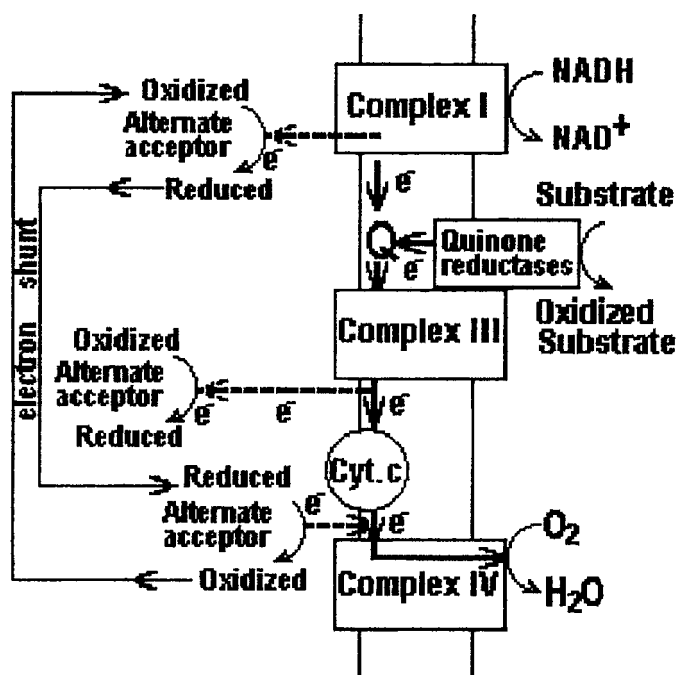 Oxidized
Alternate
acceptor
e⁻
Reduced
Complex I
NADH
NAD⁺
e⁻
Substrate
Q
e⁻
Quinone
reductases
Oxidized
Substrate
electron shunt
Complex III
Oxidized
Alternate
acceptor
e⁻
e⁻
e⁻
Reduced
Cyt. c
Reduced
e⁻
Alternate
acceptor
e⁻
Oxidized
O₂
Complex IV
H₂O